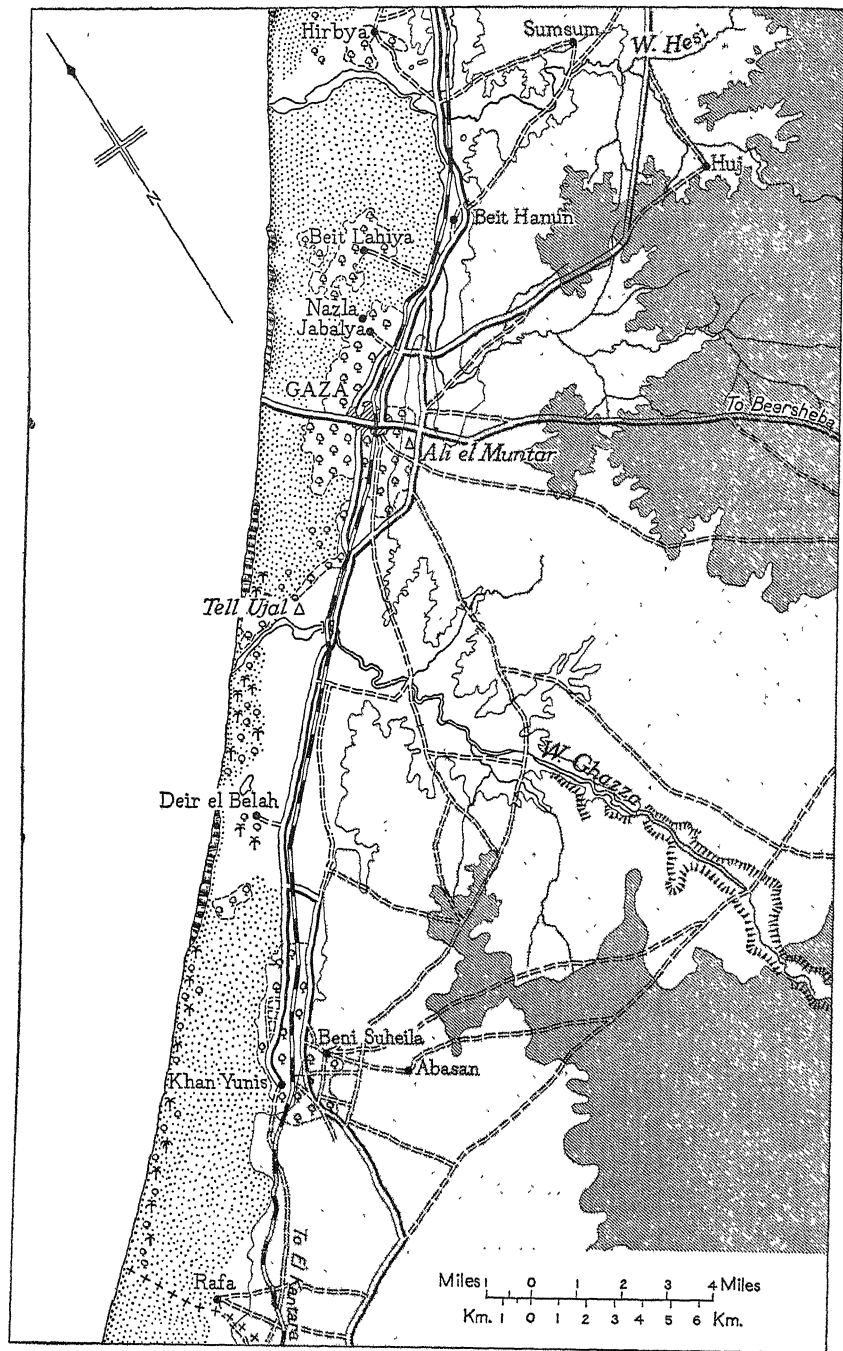 Hirbya
Sumsum
W. Hesi
Huj
N
Beit Hanun
Beit Lahiya
Nazla
Jabalya
GAZA
To Beersheba
Ali el Muntar
Tell Ujal
W. Ghazza
Deir el Belah
Beni Suheila
Khan Yunis
Abasan
To El Kantara
Rafa
Miles 1 0 1 2 3 4 Miles
Km. 1 0 1 2 3 4 5 6 Km.